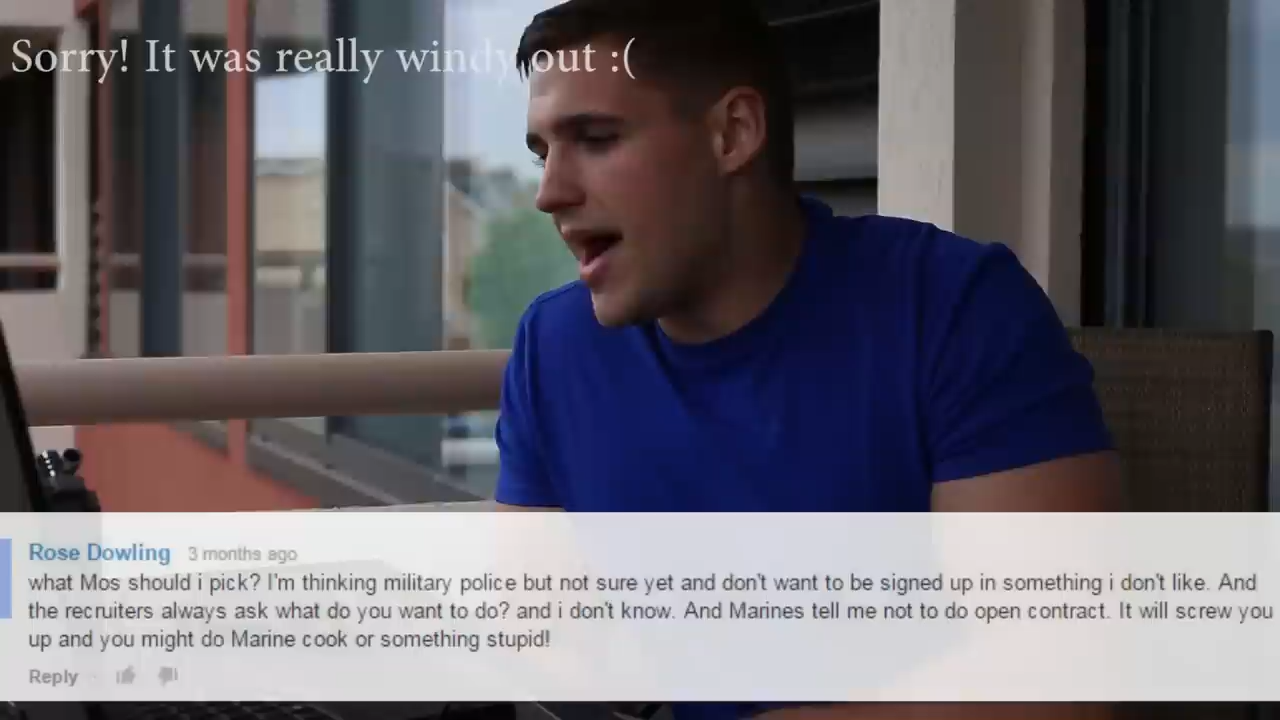 Sorry! It was really windy out :(
Rose Dowling 3 months ago
what Mos should i pick? I'm thinking military police but not sure yet and don't want to be signed up in something i don't like. And
the recruiters always ask what do you want to do? and i don't know. And Marines tell me not to do open contract. It will screw you
up and you might do Marine cook or something stupid!
Reply